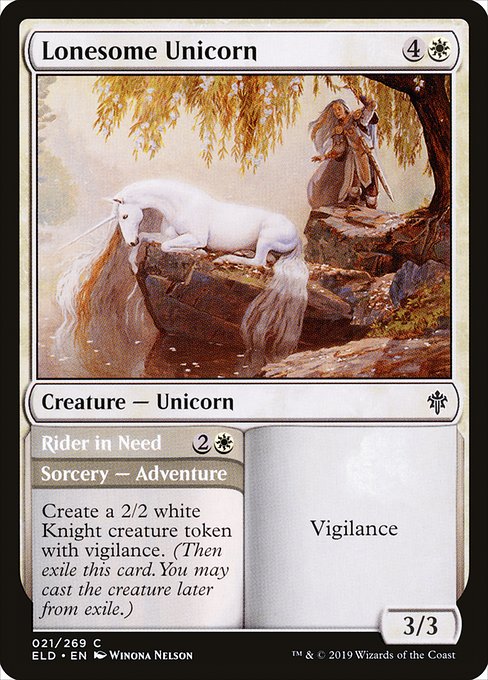 Lonesome Unicorn 4
Creature — Unicorn
Rider in Need 2
Sorcery — Adventure
Create a 2/2 white
Knight creature token
with vigilance. (Then
exile this card. You may
cast the creature later
from exile.)
Vigilance
3/3
021/269 C
ELD • EN Winona Nelson
™ & © 2019 Wizards of the Coast